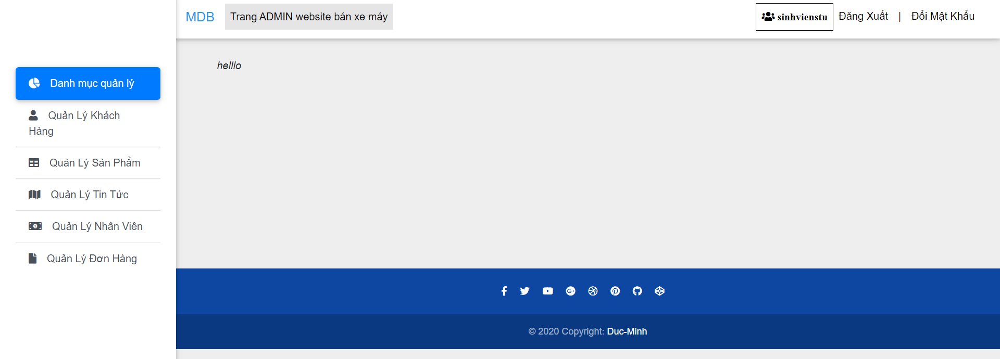 MDB Trang ADMIN website bán xe máy sinhvienstu Đăng Xuất | Đổi Mật Khẩu
helllo
Danh mục quản lý
Quản Lý Khách
Hàng
Quản Lý Sản Phẩm
Quản Lý Tin Tức
Quản Lý Nhân Viên
Quản Lý Đơn Hàng
© 2020 Copyright: Duc-Minh